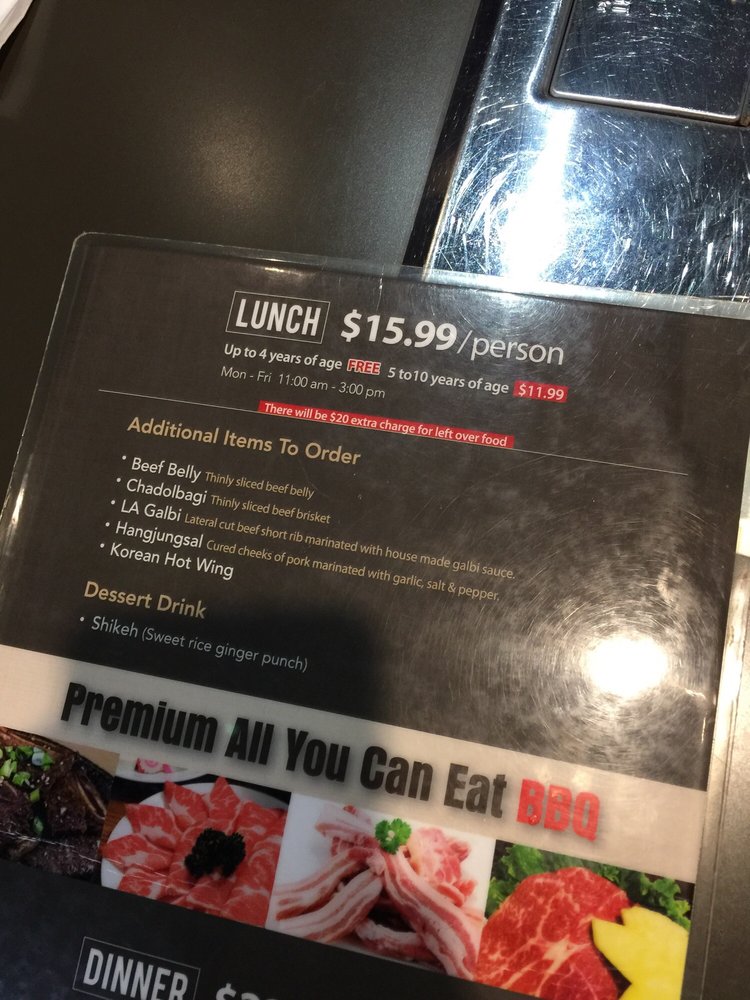 LUNCH $15.99/person
Up to 4 years of age FREE 5 to10 years of age $11.99
Mon - Fri 11:00 am - 3:00 pm
There will be $20 extra charge for left over food
Additional Items To Order
• Beef Belly Thinly sliced beef belly
• Chadolbagi Thinly sliced beef brisket
• LA Galbi Lateral cut beef short rib marinated with house made galbi sauce.
• Hangjungsal Cured cheeks of pork marinated with garlic, salt & pepper.
• Korean Hot Wing
Dessert Drink
• Shikeh (Sweet rice ginger punch)
Premium All You Can Eat BBQ
DINNER